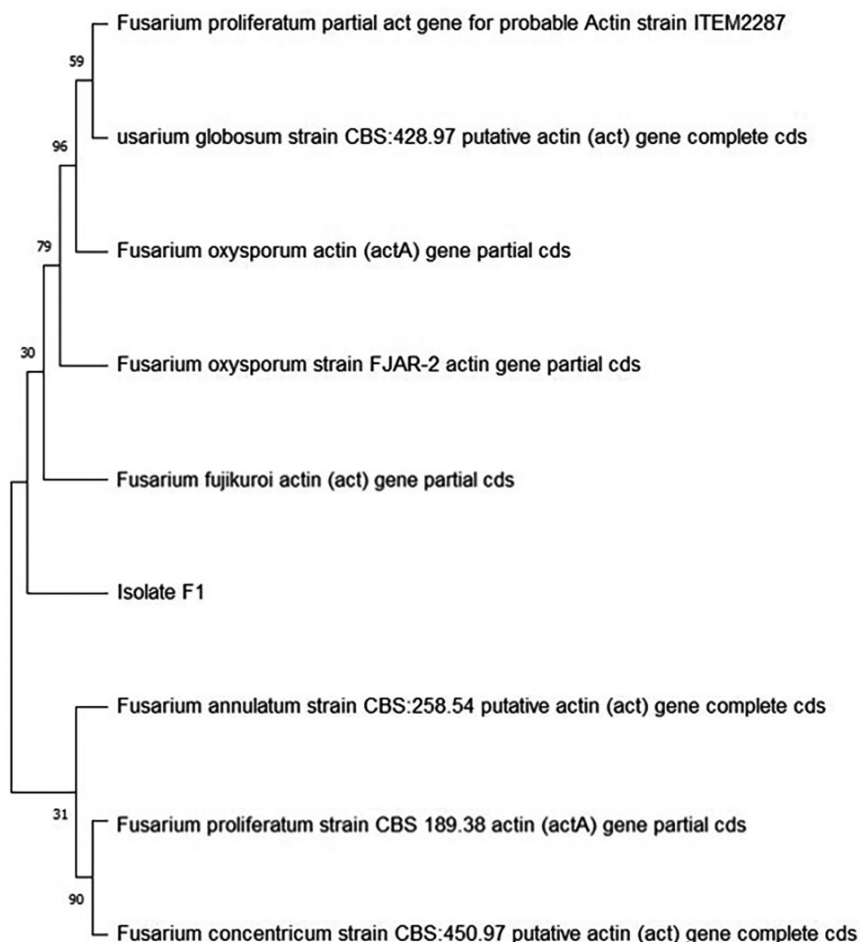 Fusarium proliferatum partial act gene for probable Actin strain ITEM2287
59
usarium globosum strain CBS:428.97 putative actin (act) gene complete cds
96
Fusarium oxysporum actin (actA) gene partial cds
79
Fusarium oxysporum strain FJAR-2 actin gene partial cds
30
Fusarium fujikuroi actin (act) gene partial cds
Isolate F1
Fusarium annulatum strain CBS:258.54 putative actin (act) gene complete cds
31
Fusarium proliferatum strain CBS 189.38 actin (actA) gene partial cds
90
Fusarium concentricum strain CBS:450.97 putative actin (act) gene complete cds